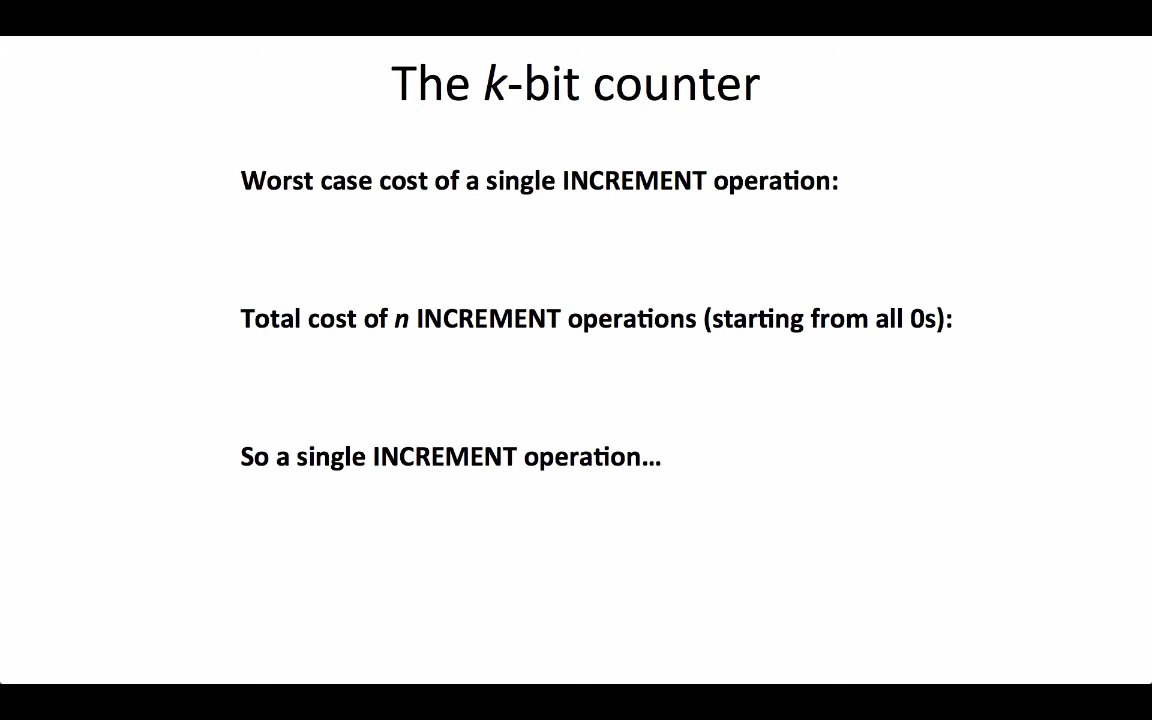 The k-bit counter
Worst case cost of a single INCREMENT operation:
Total cost of n INCREMENT operations (starting from all 0s):
So a single INCREMENT operation…